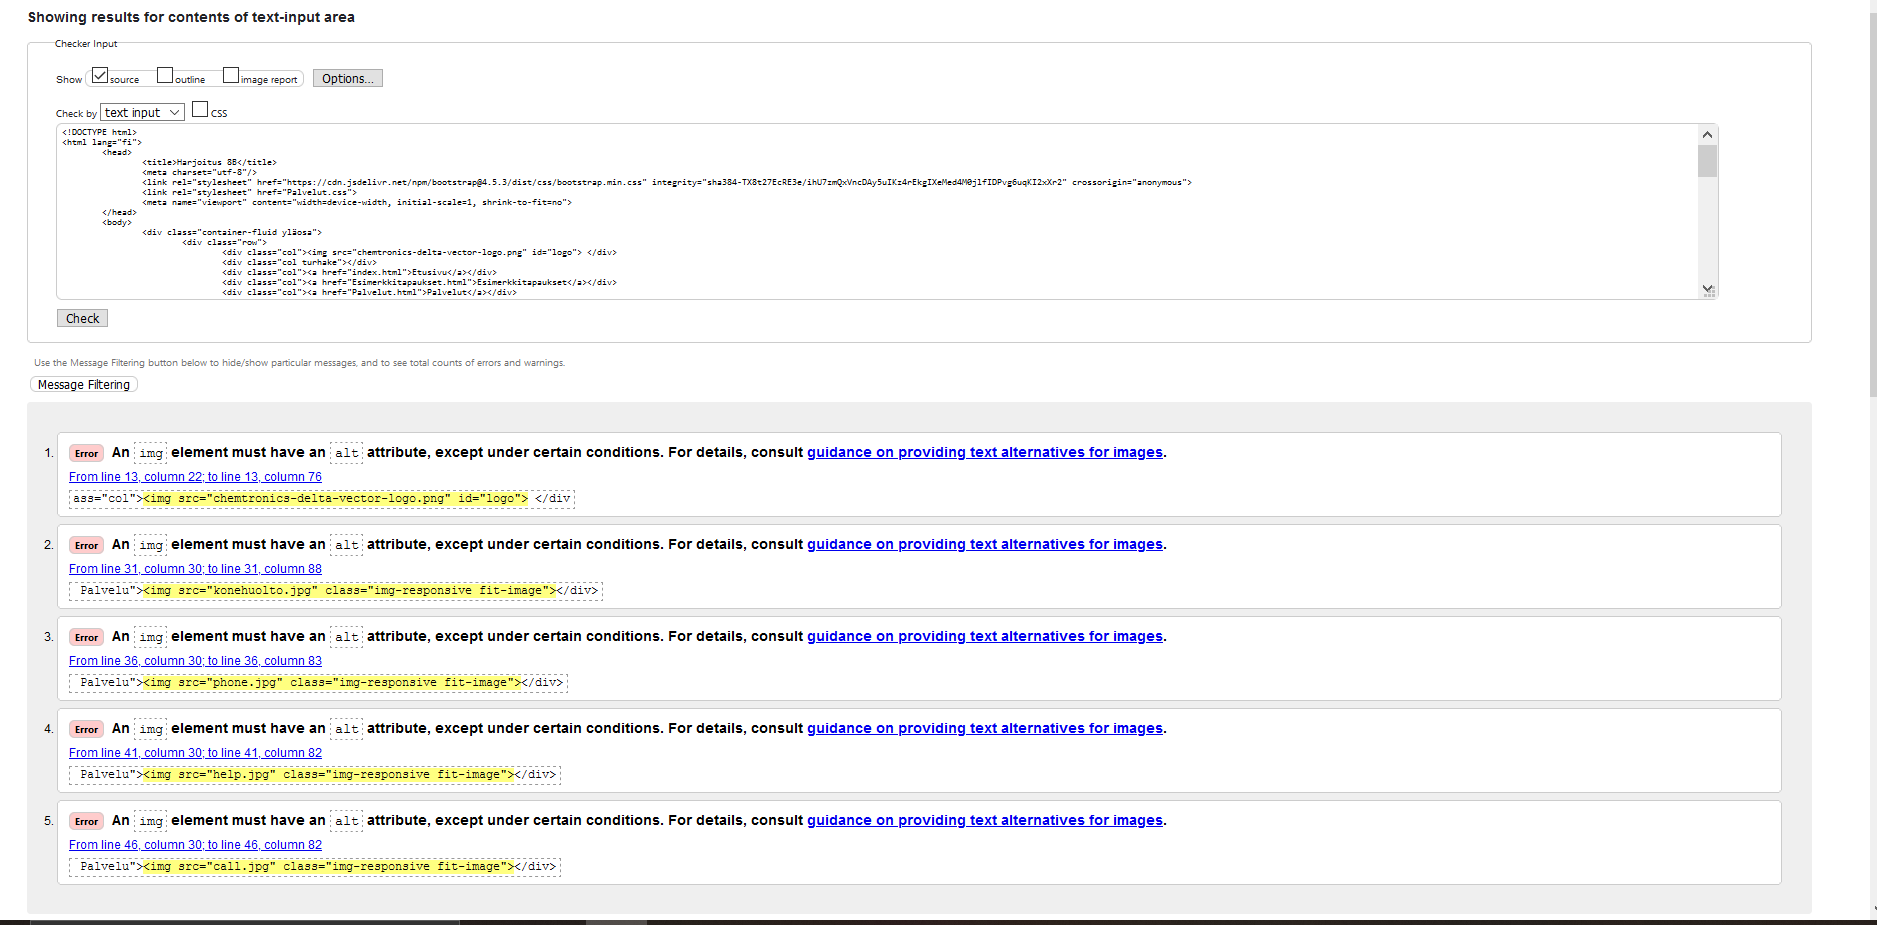 Showing results for contents of text-input area
Checker Input
Show source outline image report Options...
Check by text input CSS
<!DOCTYPE html>
<html lang="fi">
<head>
<title>Harjoitus 8B</title>
<meta charset="utf-8"/>
<link rel="stylesheet" href="https://cdn.jsdelivr.net/npm/bootstrap@4.5.3/dist/css/bootstrap.min.css" integrity="sha384-TX8t27EcRE3e/ihU7zmQxVncDAy5uIKz4rEkgIXeMed4M0jlfIDPvg6uqKI2xXr2" crossorigin="anonymous">
<link rel="stylesheet" href="Palvelut.css">
<meta name="viewport" content="width=device-width, initial-scale=1, shrink-to-fit=no">
</head>
<body>
<div class="container-fluid yläosa">
<div class="row">
<div class="col"><img src="chemtronics-delta-vector-logo.png" id="logo"> </div>
<div class="col turhake"></div>
<div class="col"><a href="index.html">Etusivu</a></div>
<div class="col"><a href="Esimerkkitapaukset.html">Esimerkkitapaukset</a></div>
<div class="col"><a href="Palvelut.html">Palvelut</a></div>
Check
Use the Message Filtering button below to hide/show particular messages, and to see total counts of errors and warnings.
Message Filtering
1. Error An img element must have an alt attribute, except under certain conditions. For details, consult guidance on providing text alternatives for images.
From line 13, column 22; to line 13, column 76
ass="col"><img src="chemtronics-delta-vector-logo.png" id="logo"> </div
2. Error An img element must have an alt attribute, except under certain conditions. For details, consult guidance on providing text alternatives for images.
From line 31, column 30; to line 31, column 88
Palvelu"><img src="konehuolto.jpg" class="img-responsive fit-image"></div>
3. Error An img element must have an alt attribute, except under certain conditions. For details, consult guidance on providing text alternatives for images.
From line 36, column 30; to line 36, column 83
Palvelu"><img src="phone.jpg" class="img-responsive fit-image"></div>
4. Error An img element must have an alt attribute, except under certain conditions. For details, consult guidance on providing text alternatives for images.
From line 41, column 30; to line 41, column 82
Palvelu"><img src="help.jpg" class="img-responsive fit-image"></div>
5. Error An img element must have an alt attribute, except under certain conditions. For details, consult guidance on providing text alternatives for images.
From line 46, column 30; to line 46, column 82
Palvelu"><img src="call.jpg" class="img-responsive fit-image"></div>